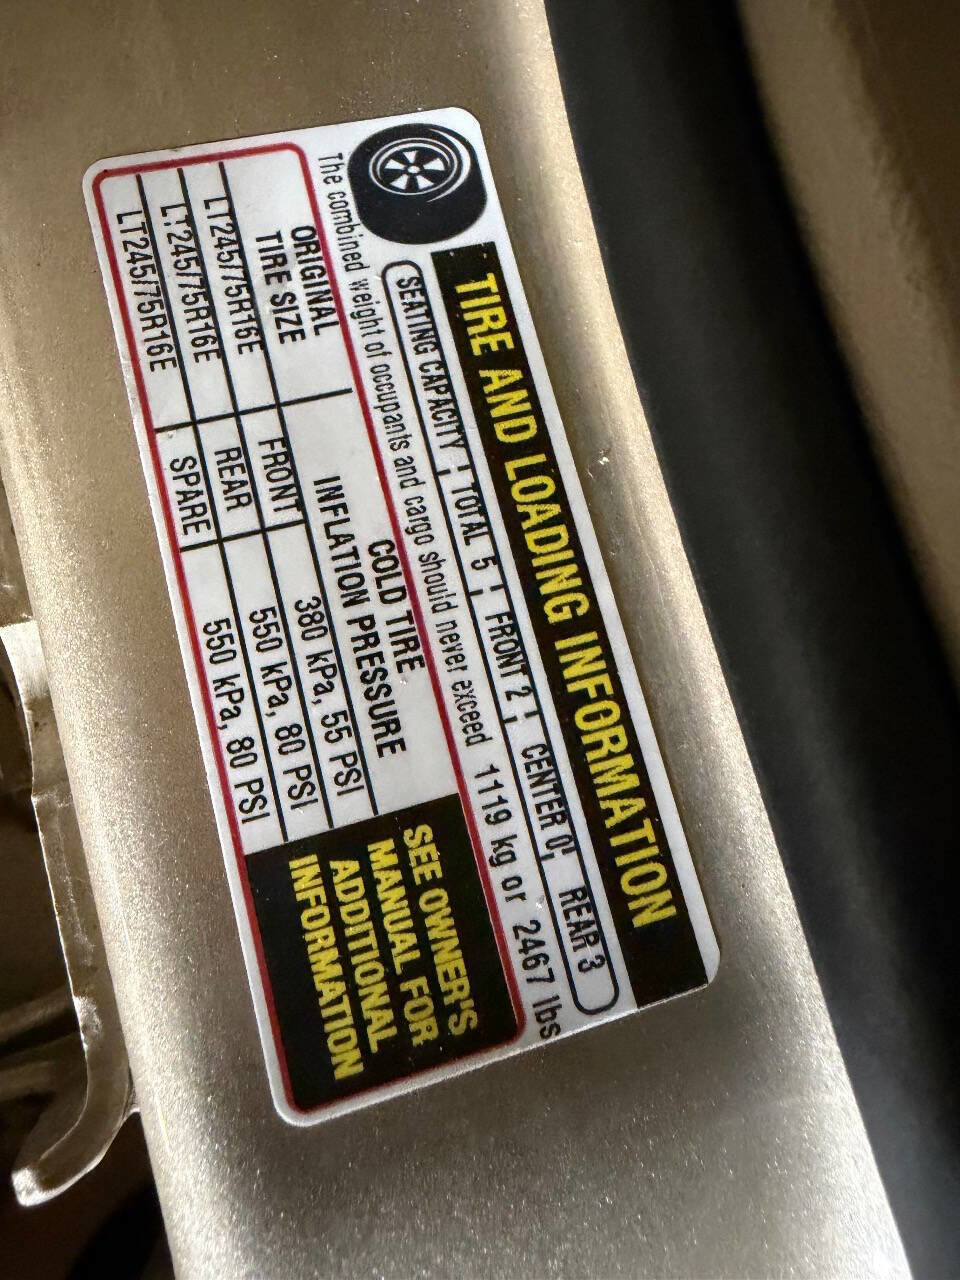 TIRE AND LOADING INFORMATION
SEATING CAPACITY | TOTAL 5 | FRONT 2 | CENTER 0 | REAR 3
The combined weight of occupants and cargo should never exceed 1119 kg or 2467 lbs
ORIGINAL
TIRE SIZE
COLD TIRE
INFLATION PRESSURE
LT245/75R16E FRONT 380 kPa, 55 PSI
LT245/75R16E REAR 550 kPa, 80 PSI
LT245/75R16E SPARE 550 kPa, 80 PSI
SEE OWNER'S
MANUAL FOR
ADDITIONAL
INFORMATION